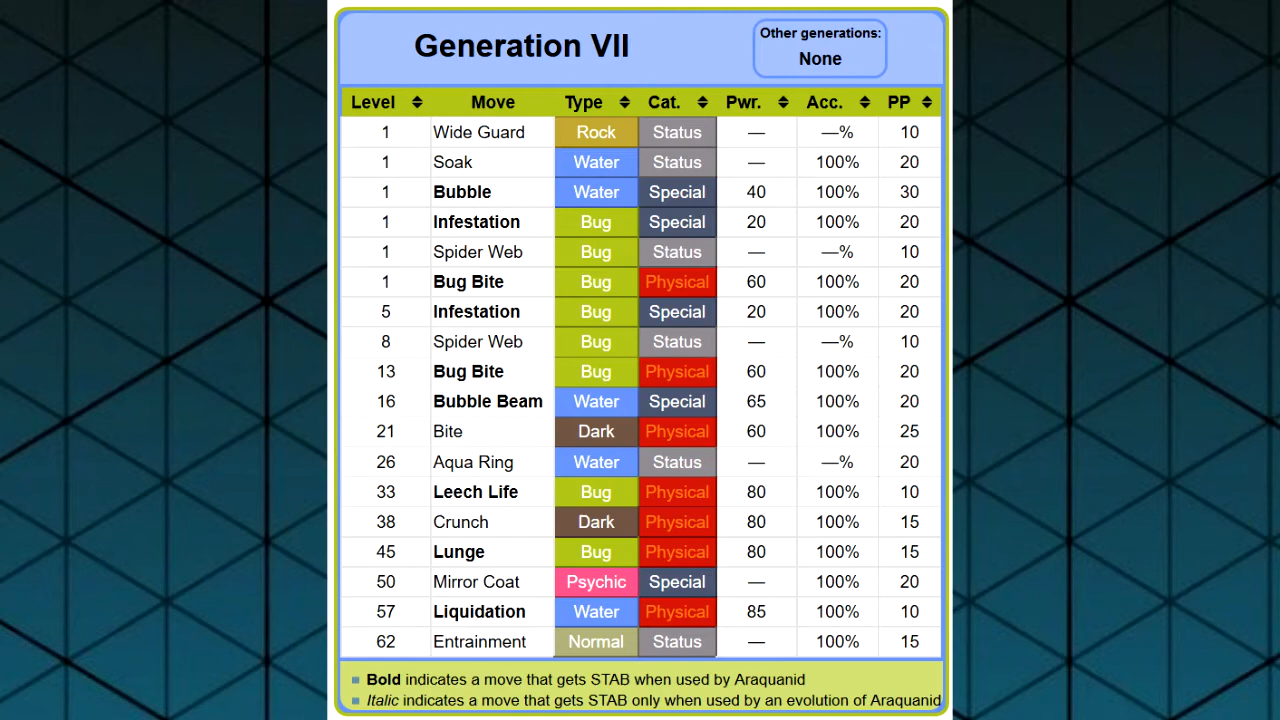 Generation VII
Other generations:
None
Level Move Type Cat. Pwr. Acc. PP
1 Wide Guard Rock Status — —% 10
1 Soak Water Status — 100% 20
1 Bubble Water Special 40 100% 30
1 Infestation Bug Special 20 100% 20
1 Spider Web Bug Status — —% 10
1 Bug Bite Bug Physical 60 100% 20
5 Infestation Bug Special 20 100% 20
8 Spider Web Bug Status — —% 10
13 Bug Bite Bug Physical 60 100% 20
16 Bubble Beam Water Special 65 100% 20
21 Bite Dark Physical 60 100% 25
26 Aqua Ring Water Status — —% 20
33 Leech Life Bug Physical 80 100% 10
38 Crunch Dark Physical 80 100% 15
45 Lunge Bug Physical 80 100% 15
50 Mirror Coat Psychic Special — 100% 20
57 Liquidation Water Physical 85 100% 10
62 Entrainment Normal Status — 100% 15
Bold indicates a move that gets STAB when used by Araquanid
Italic indicates a move that gets STAB only when used by an evolution of Araquanid